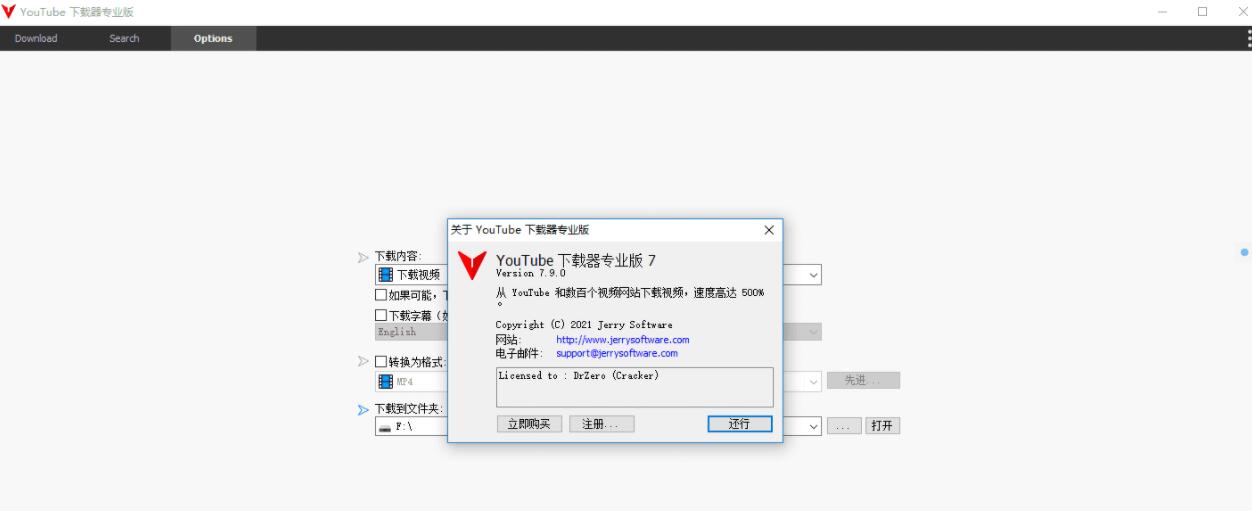 YouTube 下载器专业版
Download
Search
Options
关于 YouTube 下载器专业版
YouTube 下载器专业版 7
Version 7.9.0
从 YouTube 和数百个视频网站下载视频，速度高达 500%
。
Copyright (C) 2021 Jerry Software
网站: http://www.jerrysoftware.com
电子邮件: support@jerrysoftware.com
Licensed to : DrZero (Cracker)
立即购买
注册...
还行
下载内容:
下载视频
如果可能，
下载字幕（
English
转换为格式:
MP4
先进...
下载到文件夹:
F:\
...
打开